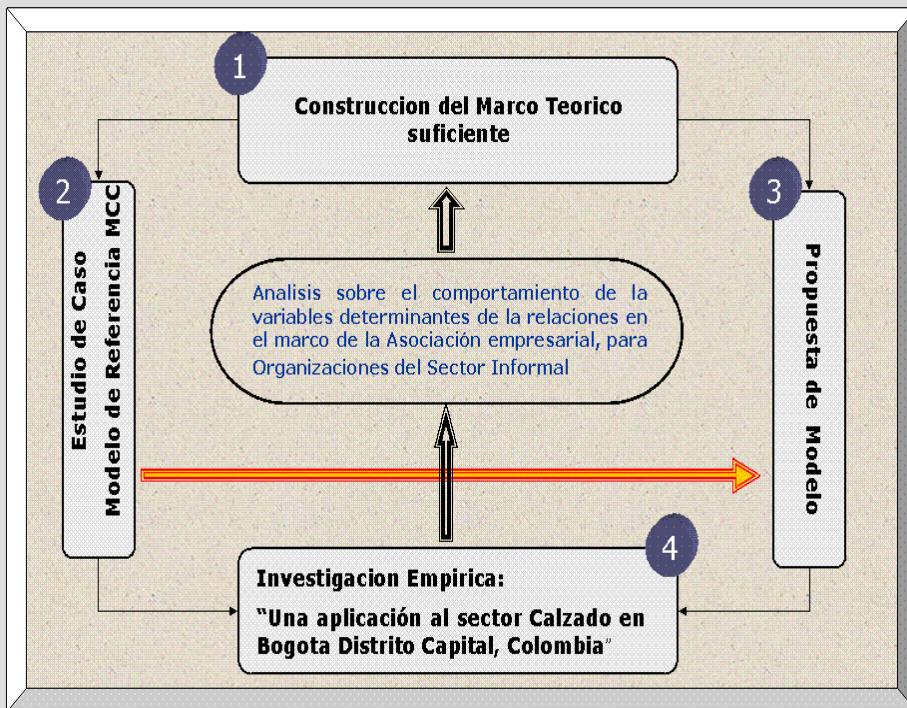 1
Construccion del Marco Teorico
suficiente
2
Estudio de Caso
Modelo de Referencia MCC
3
Propuesta de Modelo
Analisis sobre el comportamiento de la
variables determinantes de la relaciones en
el marco de la Asociación empresarial, para
Organizaciones del Sector Informal
4
Investigacion Empirica:
“Una aplicación al sector Calzado en
Bogota Distrito Capital, Colombia”